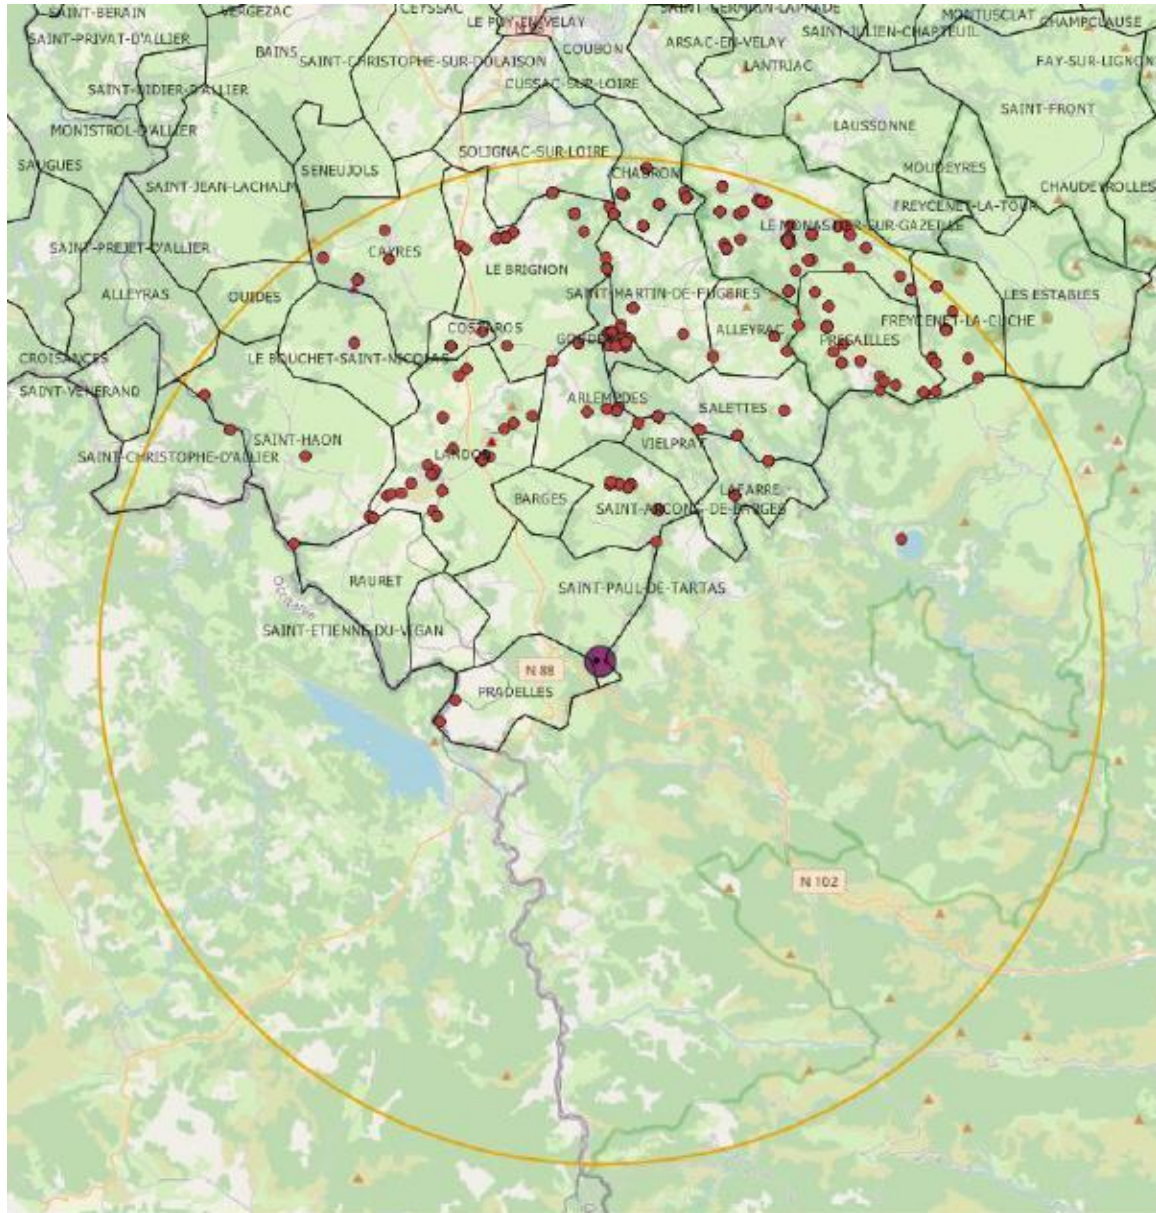 SAINT-BERAIN
VERGEZAC
CEYSSAC
LE PUY-EN-VELAY
SAINT-GERMAIN-LAPRADE
MONTUSCLAT
CHAMPCLAUSE
SAINT-PRIVAT-D'ALLIER
BAINS
SAINT-CHRISTOPHE-SUR-DOLAISON
COUBON
ARSAC-EN-VELAY
SAINT-JULIEN-CHAPTEUIL
FAY-SUR-LIGNON
LANTRIAC
SAINT-DIDIER-D'ALLIER
CUSSAC-SUR-LOIRE
SAINT-FRONT
MONISTROL-D'ALLIER
LAUSSONNE
SAUGUES
SENEUJOLS
SOLIGNAC-SUR-LOIRE
MOUDEYRES
SAINT-JEAN-LACHALM
CHADRON
CHAUDEYROLLES
FREYCENET-LA-TOUR
SAINT-PREJET-D'ALLIER
CAYRES
LE MONASTIER-SUR-GAZEILLE
LE BRIGNON
ALLEYRAS
OUIDES
SAINT-MARTIN-DE-FUGERES
LES ESTABLES
COSTAROS
ALLEYRAC
FREYCENET-LA-CUCHE
PRESAILLES
CROISANCES
LE BOUCHET-SAINT-NICOLAS
SAINT-VENERAND
ARLEMPDES
SALETTES
SAINT-HAON
VIELPRAT
SAINT-CHRISTOPHE-D'ALLIER
LANDOS
BARGES
LAFARRE
SAINT-ARCONS-DE-BARGES
RAURET
SAINT-PAUL-DE-TARTAS
Occitanie
SAINT-ETIENNE-DU-VIGAN
N 88
PRADELLES
N 102